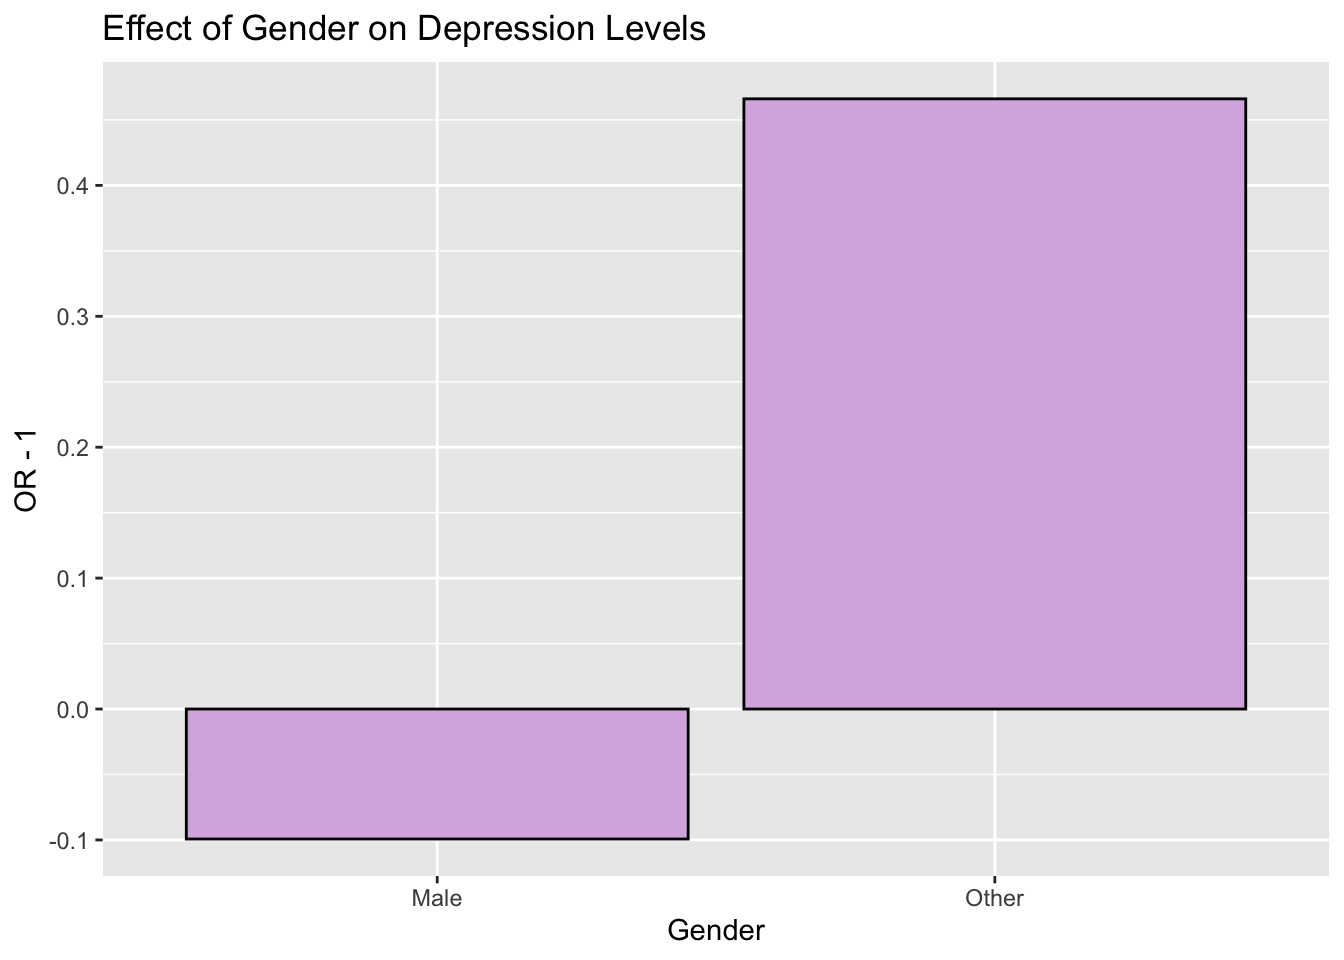 Effect of Gender on Depression Levels
OR - 1
0.4
0.3
0.2
0.1
0.0
-0.1
Male
Other
Gender